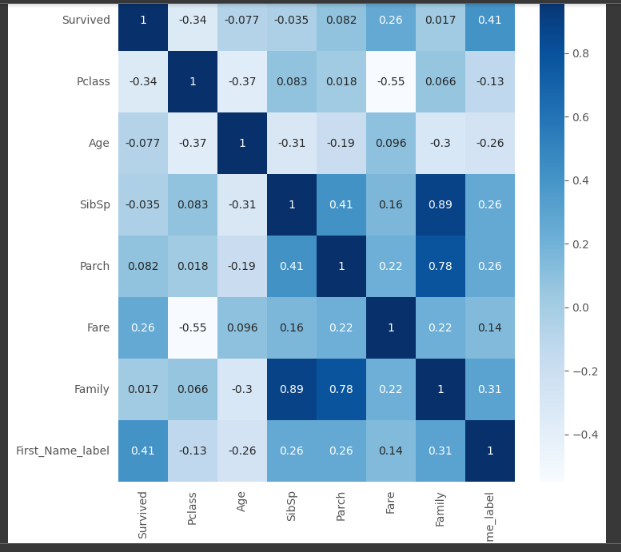 Survived 1 -0.34 -0.077 -0.035 0.082 0.26 0.017 0.41
Pclass -0.34 1 -0.37 0.083 0.018 -0.55 0.066 -0.13
Age -0.077 -0.37 1 -0.31 -0.19 0.096 -0.3 -0.26
SibSp -0.035 0.083 -0.31 1 0.41 0.16 0.89 0.26
Parch 0.082 0.018 -0.19 0.41 1 0.22 0.78 0.26
Fare 0.26 -0.55 0.096 0.16 0.22 1 0.22 0.14
Family 0.017 0.066 -0.3 0.89 0.78 0.22 1 0.31
First_Name_label 0.41 -0.13 -0.26 0.26 0.26 0.14 0.31 1
Survived
Pclass
Age
SibSp
Parch
Fare
Family
me_label
0.8
0.6
0.4
0.2
0.0
−0.2
−0.4